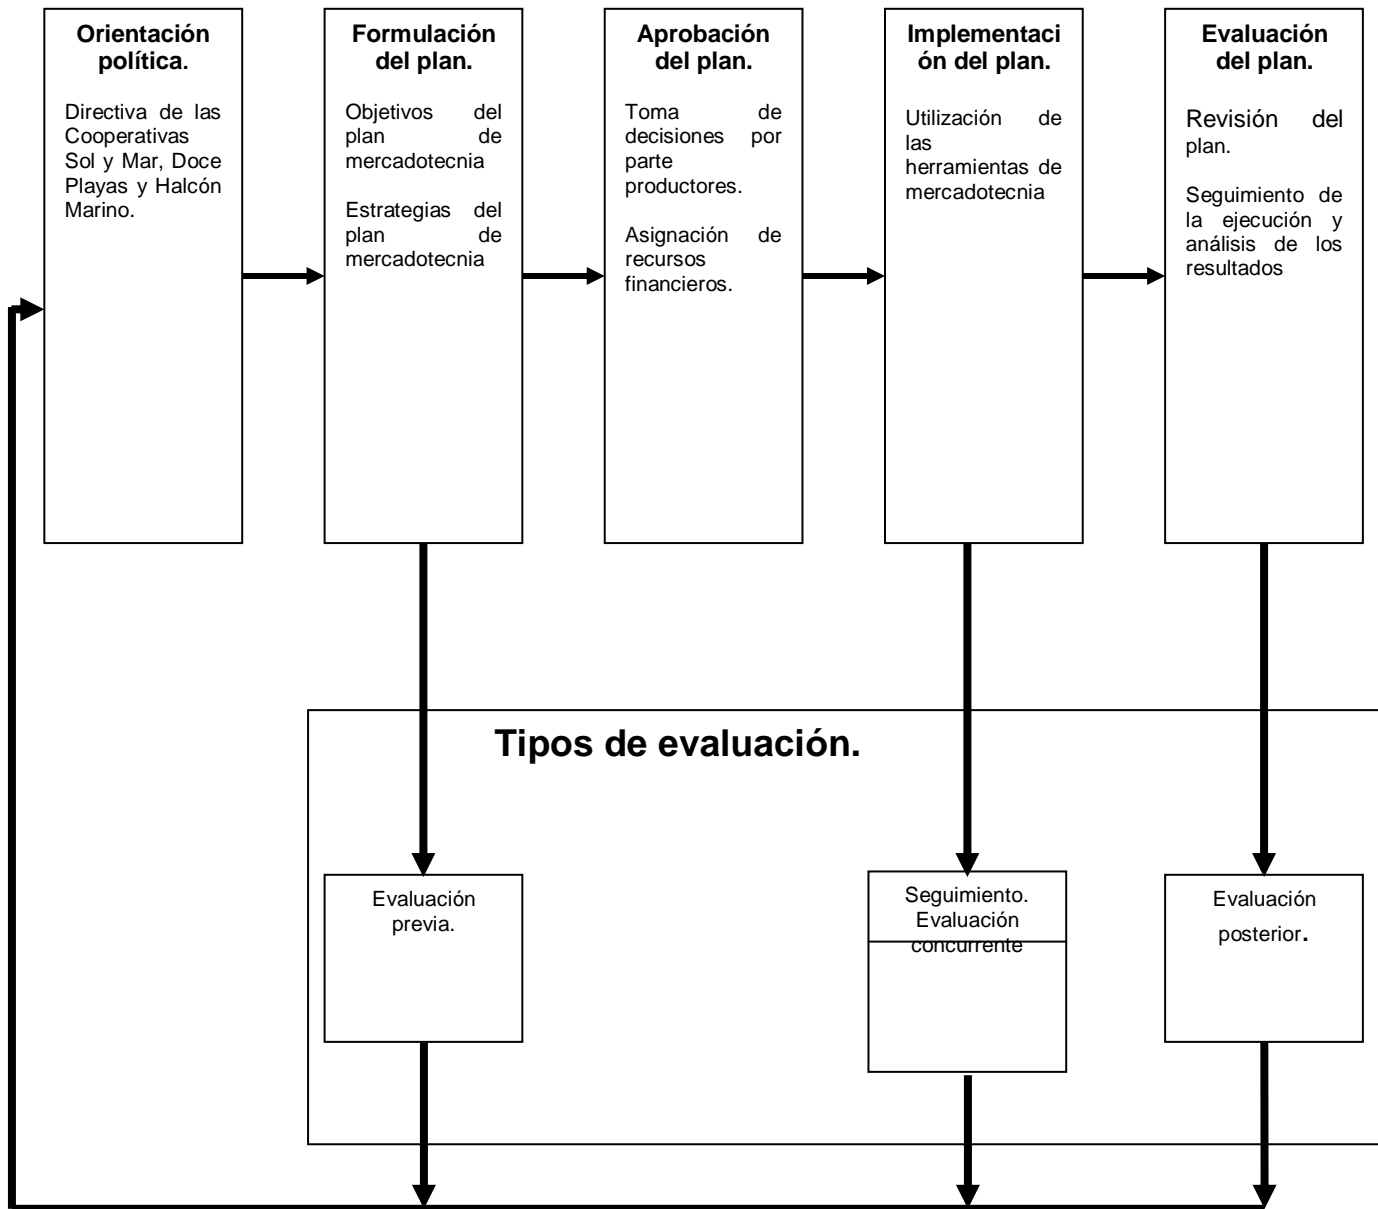 Orientación
política.
Directiva de las
Cooperativas
Sol y Mar, Doce
Playas y Halcón
Marino.
Formulación
del plan.
Objetivos del
plan de
mercadotecnia
Estrategias del
plan de
mercadotecnia
Aprobación
del plan.
Toma de
decisiones por
parte
productores.
Asignación de
recursos
financieros.
Implementaci
ón del plan.
Utilización de
las
herramientas de
mercadotecnia
Evaluación
del plan.
Revisión del
plan.
Seguimiento de
la ejecución y
análisis de los
resultados
Tipos de evaluación.
Evaluación
previa.
Seguimiento.
Evaluación
concurrente
Evaluación
posterior.